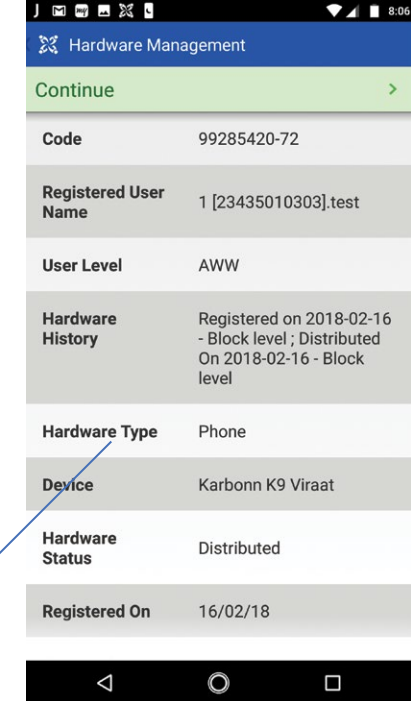 8:06
Hardware Management
Continue
Code 99285420-72
Registered User
Name
1 [23435010303].test
User Level AWW
Hardware
History
Registered on 2018-02-16
- Block level ; Distributed
On 2018-02-16 - Block
level
Hardware Type Phone
Device Karbonn K9 Viraat
Hardware
Status
Distributed
Registered On 16/02/18